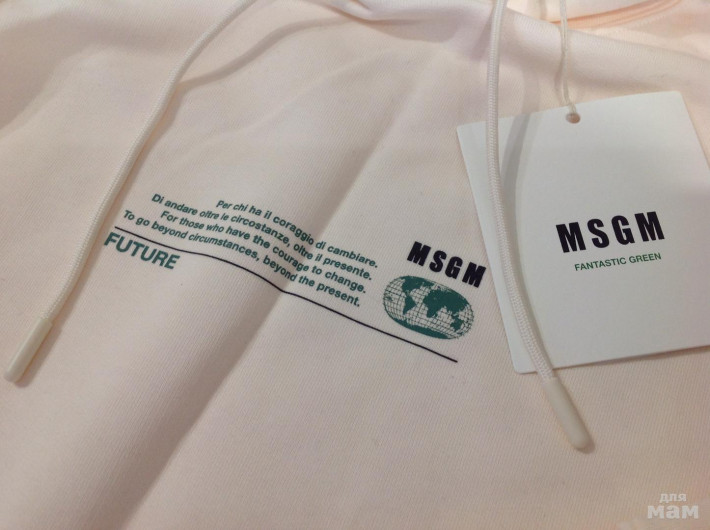 Per chi ha il coraggio di cambiare.
Di andare oltre le circostanze, oltre il presente.
For those who have the courage to change.
To go beyond circumstances, beyond the present.
FUTURE
MSGM
MSGM
FANTASTIC GREEN
для
мам